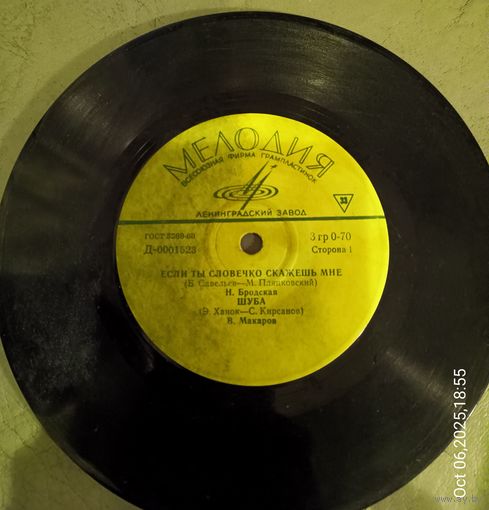 МЕЛОДИЯ
ВСЕСОЮЗНАЯ ФИРМА ГРАМПЛАСТИНОК
33
ЛЕНИНГРАДСКИЙ ЗАВОД
ГОСТ 5289-60
3 гр 0-70
Д-0001523
Сторона 1
ЕСЛИ ТЫ СЛОВЕЧКО СКАЖЕШЬ МНЕ
(Б. Савельев—М. Пляцковский)
Н. Бродская
ШУБА
(Э. Ханок—С. Кирсанов)
В. Макаров
Oct 06,2025,18:55